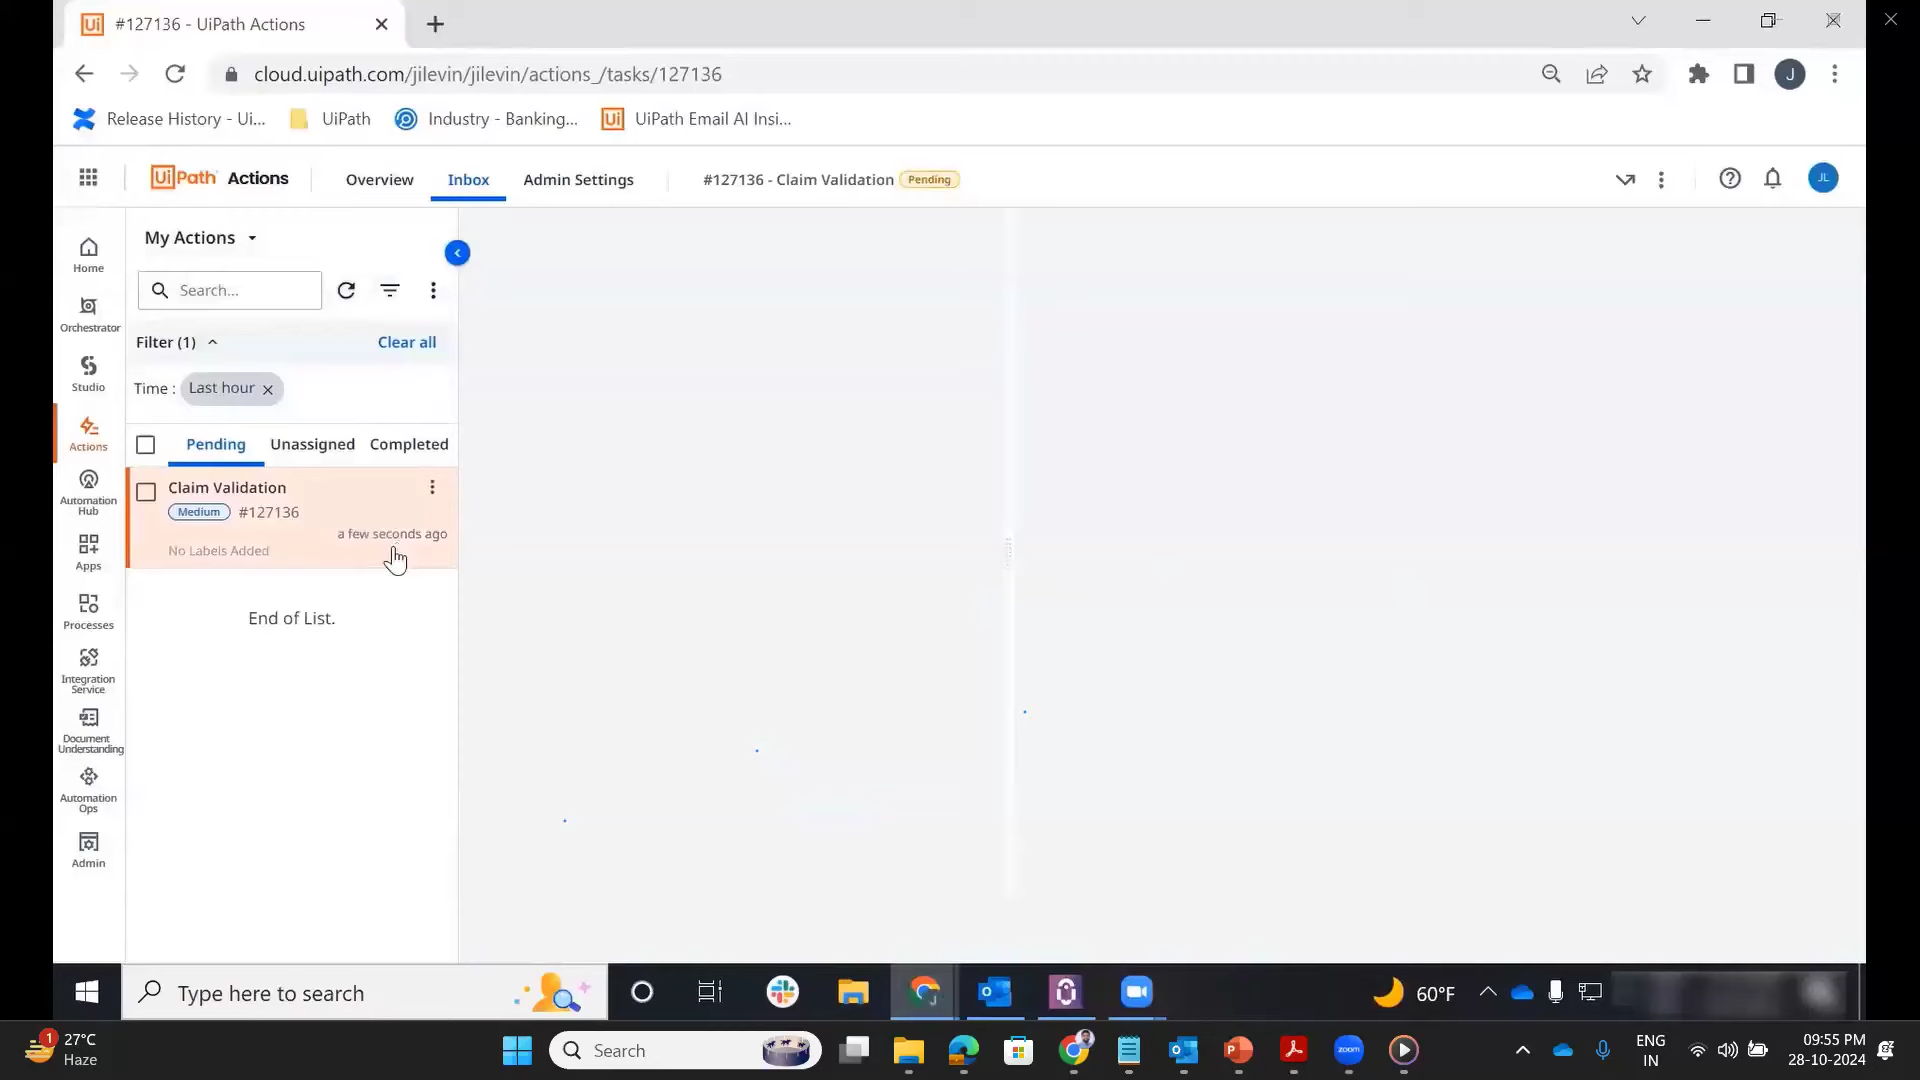 #127136 - UiPath Actions
cloud.uipath.com/jilevin/jilevin/actions_/tasks/127136
J
Release History - Ui...
UiPath
Industry - Banking...
UiPath Email AI Insi...
UiPath Actions
Overview
Inbox
Admin Settings
#127136 - Claim Validation
Pending
JL
Home
Orchestrator
Studio
Actions
Automation
Hub
Apps
Processes
Integration
Service
Document
Understanding
Automation
Ops
Admin
My Actions
Search...
Filter (1)
Clear all
Time :
Last hour
Pending
Unassigned
Completed
Claim Validation
Medium
#127136
a few seconds ago
No Labels Added
End of List.
Type here to search
60°F
1
27°C
Haze
Search
zoom
ENG
IN
09:55 PM
28-10-2024